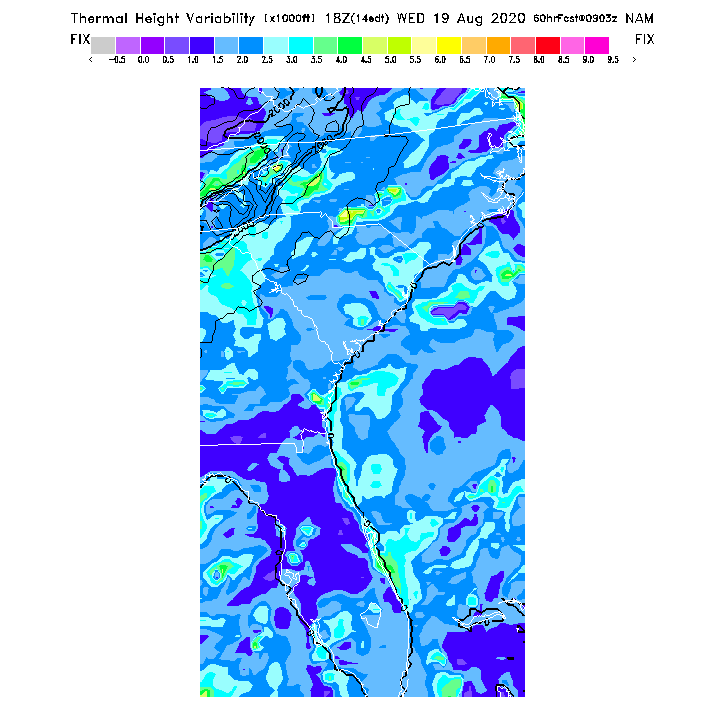 Thermal Height Variability [x1000ft] 18Z(14edt) WED 19 Aug 2020 60hrFcst@0903z NAM
FIX FIX
< -0.5 0.0 0.5 1.0 1.5 2.0 2.5 3.0 3.5 4.5 5.0 5.5 6.0 6.5 7.0 7.5 8.0 8.5 9.0 9.5 >
2000